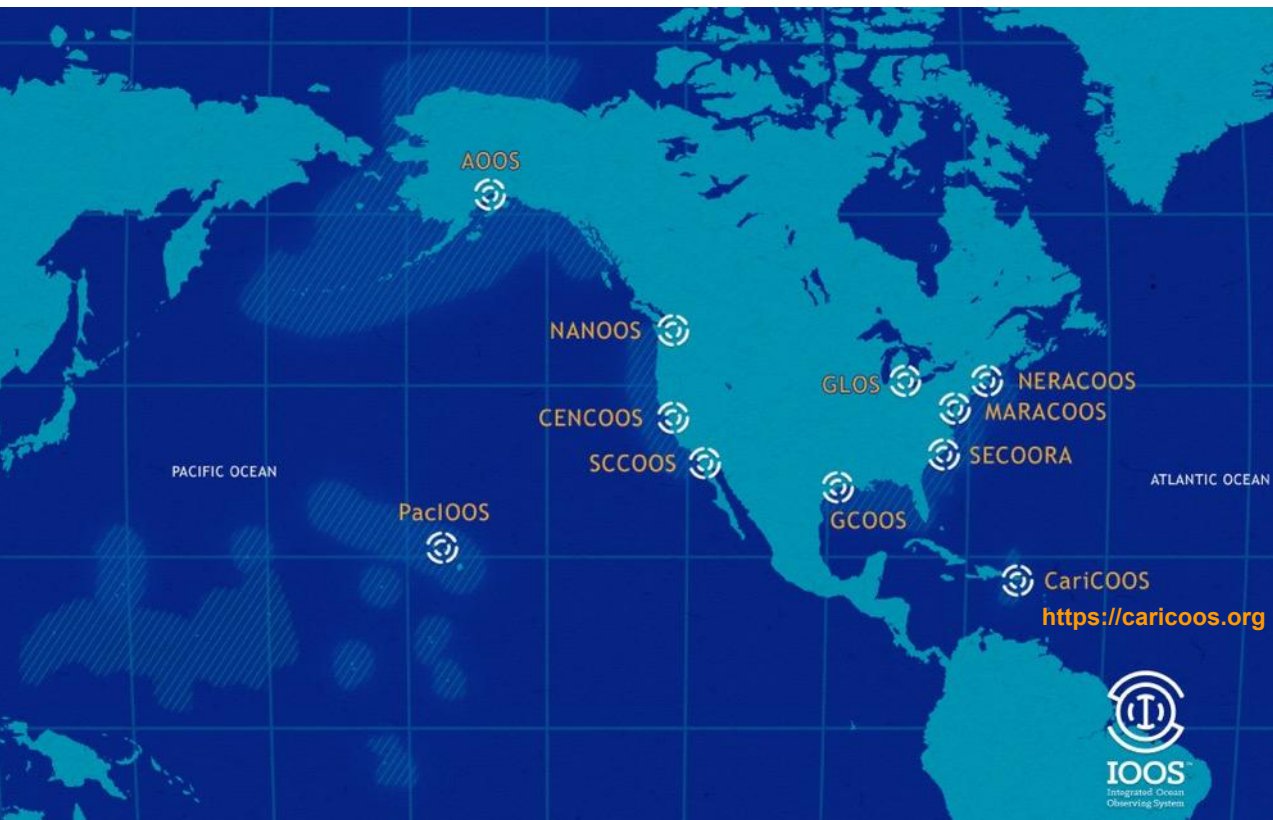 AOOS
NANOOS
GLOS
NERACOOS
CENCOOS
MARACOOS
SCCOOS
SECOORA
PACIFIC OCEAN
ATLANTIC OCEAN
PacIOOS
GCOOS
CariCOOS
https://caricoos.org
IOOS™
Integrated Ocean
Observing System